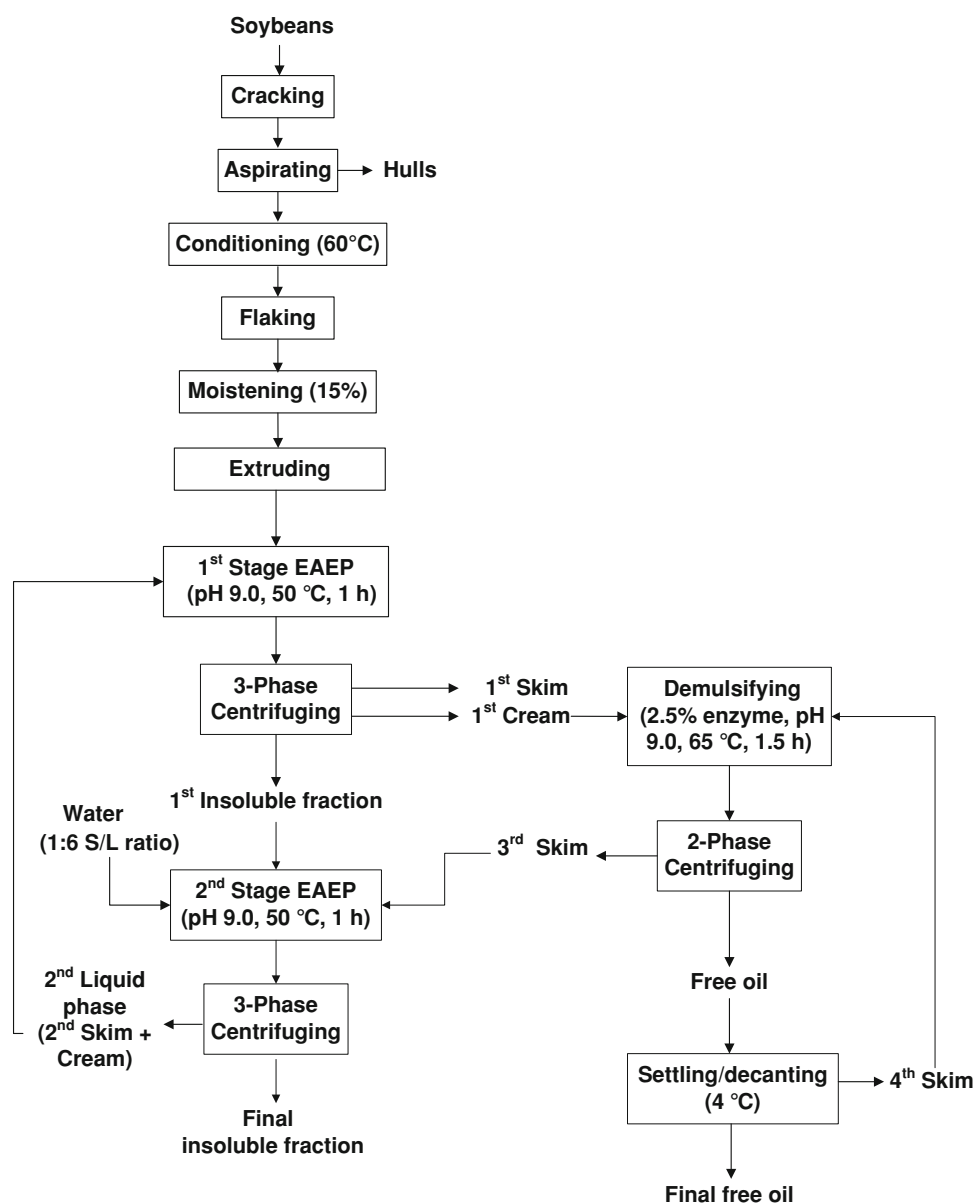 Soybeans
Cracking
Aspirating
Hulls
Conditioning (60°C)
Flaking
Moistening (15%)
Extruding
1st Stage EAEP
(pH 9.0, 50 °C, 1 h)
3-Phase
Centrifuging
1st Skim
1st Cream
Demulsifying
(2.5% enzyme, pH
9.0, 65 °C, 1.5 h)
1st Insoluble fraction
Water
(1:6 S/L ratio)
3rd Skim
2-Phase
Centrifuging
2nd Stage EAEP
(pH 9.0, 50 °C, 1 h)
2nd Liquid
phase
(2nd Skim +
Cream)
3-Phase
Centrifuging
Free oil
Settling/decanting
(4 °C)
4th Skim
Final
insoluble fraction
Final free oil